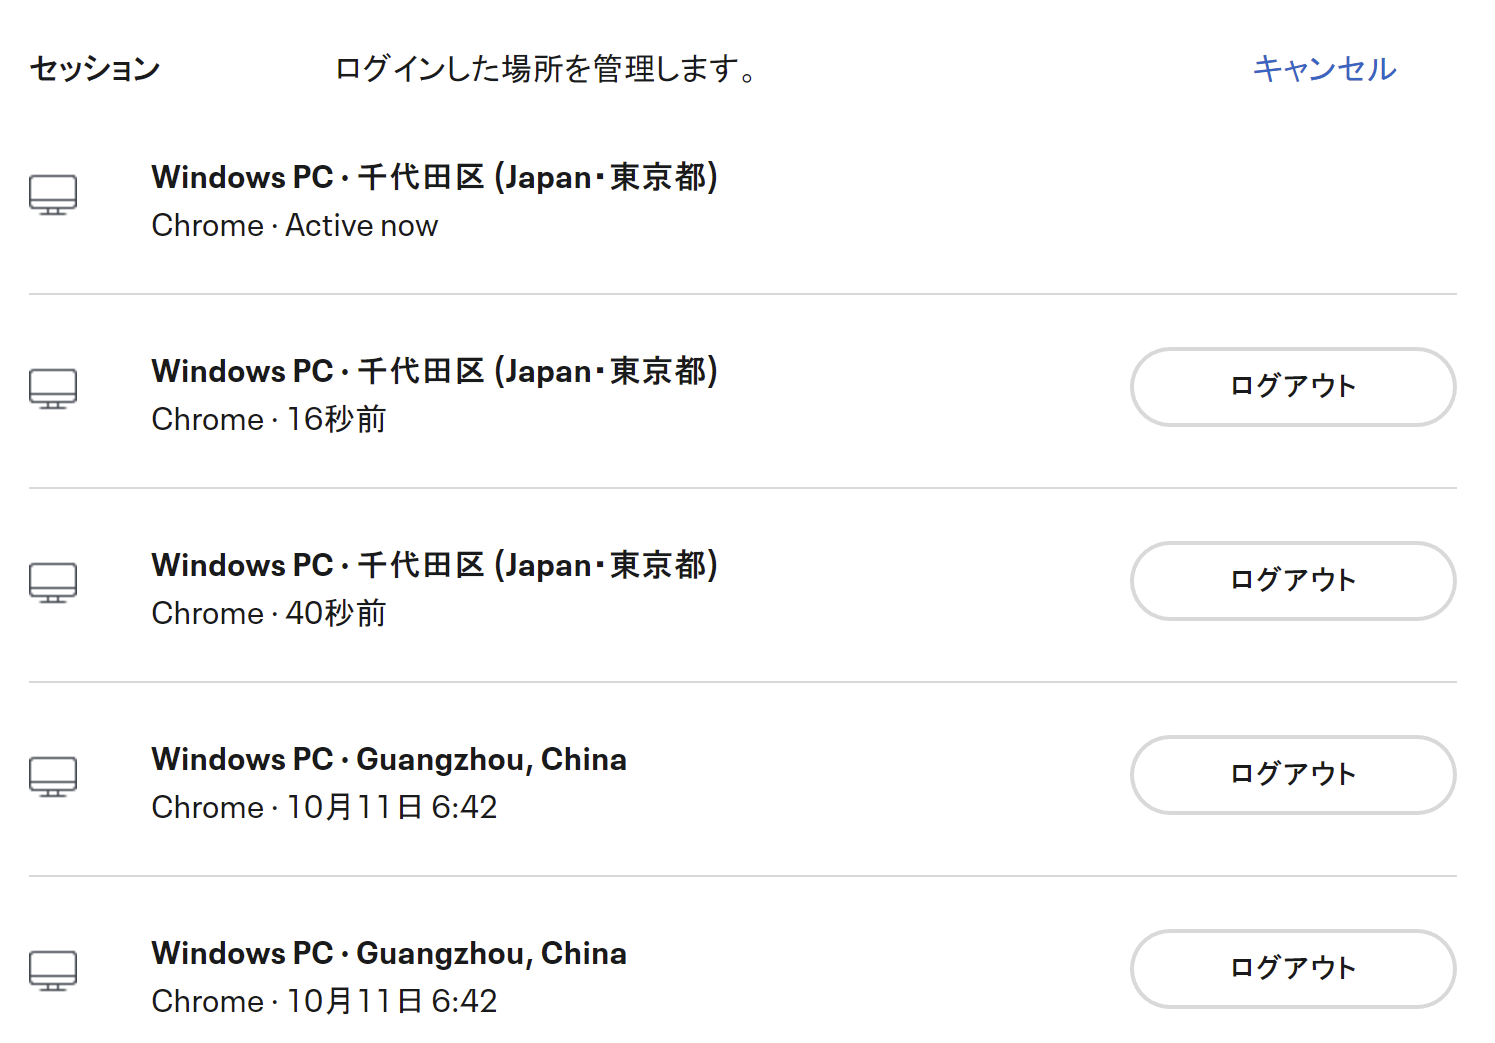 セッション ログインした場所を管理します。 キャンセル
Windows PC · 千代田区 (Japan・東京都)
Chrome · Active now
Windows PC · 千代田区 (Japan・東京都)
Chrome · 16秒前
ログアウト
Windows PC · 千代田区 (Japan・東京都)
Chrome · 40秒前
ログアウト
Windows PC · Guangzhou, China
Chrome · 10月11日 6:42
ログアウト
Windows PC · Guangzhou, China
Chrome · 10月11日 6:42
ログアウト